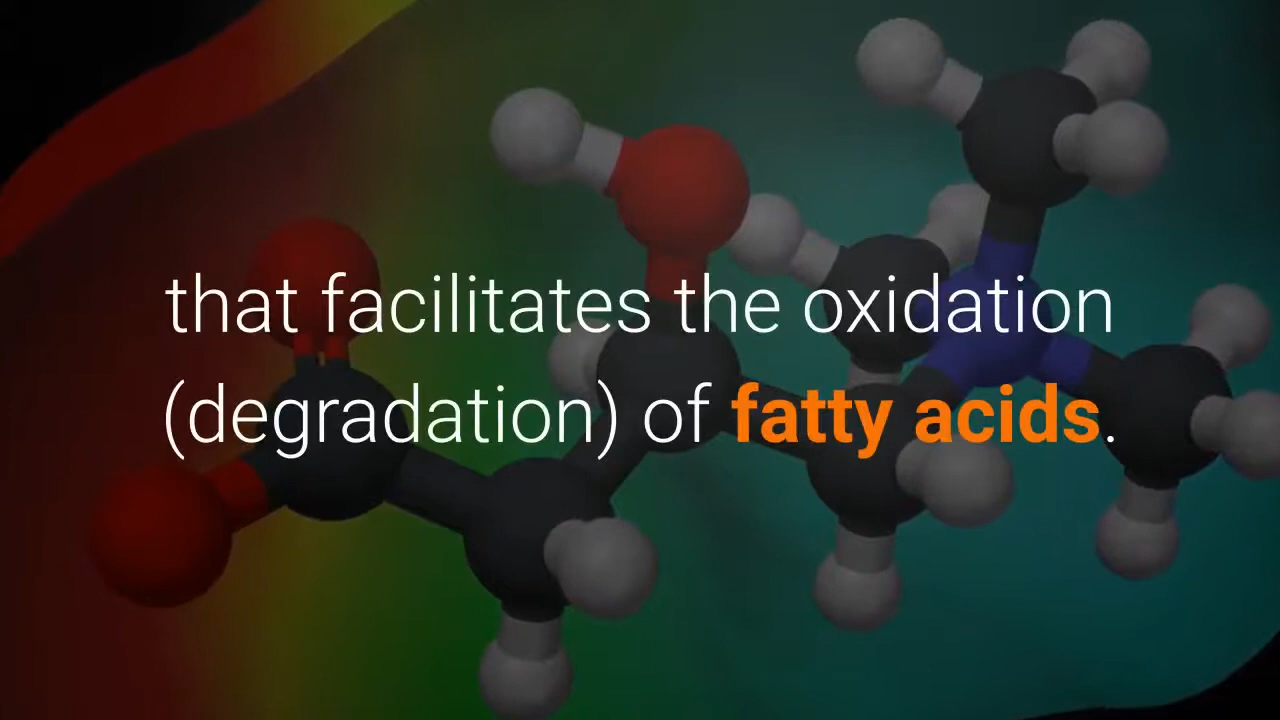 that facilitates the oxidation
(degradation) of fatty acids.